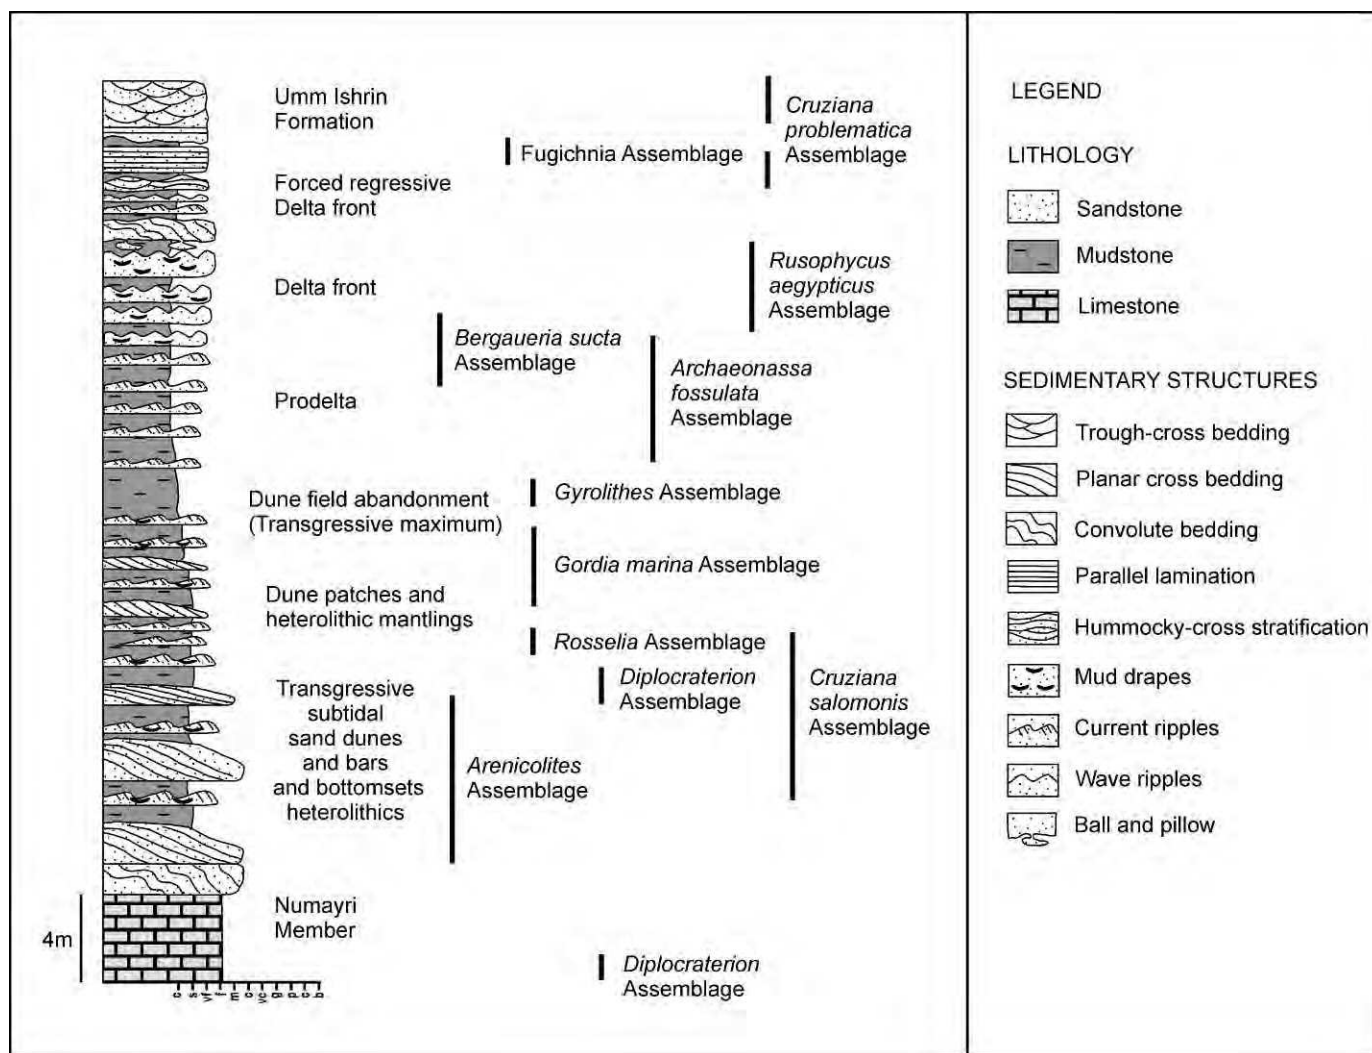 Umm Ishrin
Formation
Fugichnia Assemblage
Cruziana
problematica
Assemblage
Forced regressive
Delta front
Rusophycus
aegypticus
Assemblage
Delta front
Bergaueria sucta
Assemblage
Archaeonassa
fossulata
Assemblage
Prodelta
Gyrolithes Assemblage
Dune field abandonment
(Transgressive maximum)
Gordia marina Assemblage
Dune patches and
heterolithic mantlings
Rosselia Assemblage
Diplocraterion
Assemblage
Cruziana
salomonis
Assemblage
Transgressive
subtidal
sand dunes
and bars
and bottomsets
heterolithics
Arenicolites
Assemblage
Numayri
Member
4m
Diplocraterion
Assemblage
c s vf f m c vc g p c b
LEGEND
LITHOLOGY
Sandstone
Mudstone
Limestone
SEDIMENTARY STRUCTURES
Trough-cross bedding
Planar cross bedding
Convolute bedding
Parallel lamination
Hummocky-cross stratification
Mud drapes
Current ripples
Wave ripples
Ball and pillow